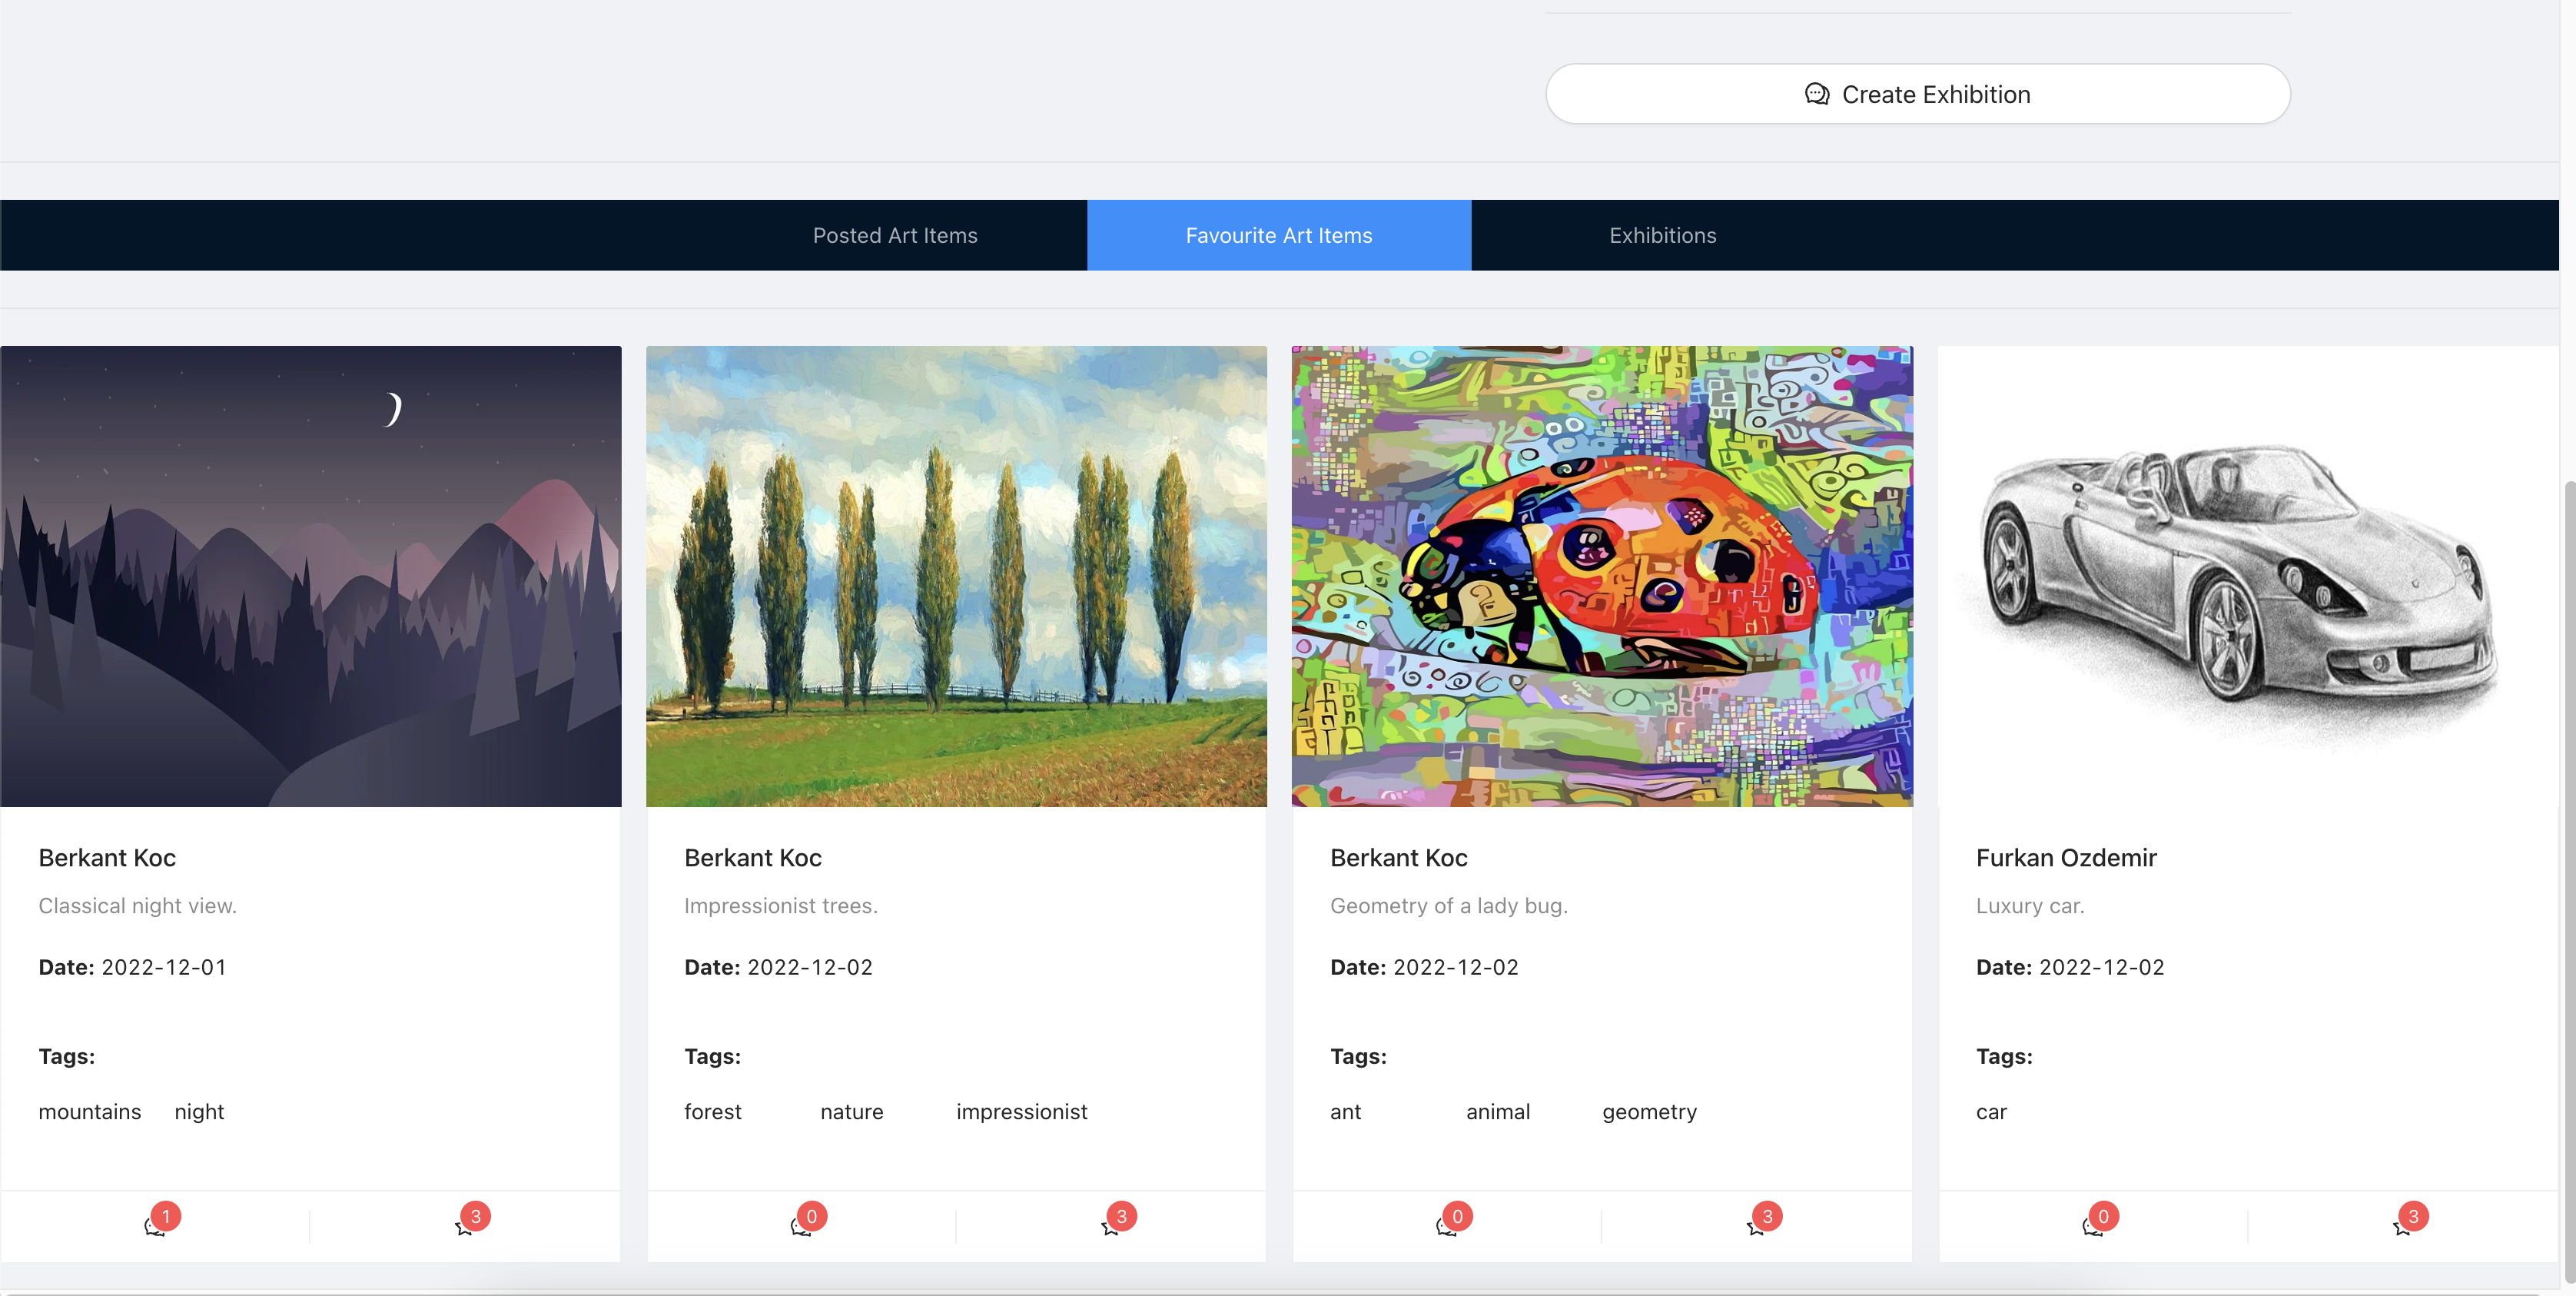 Create Exhibition
Posted Art Items
Favourite Art Items
Exhibitions
Berkant Koc
Classical night view.
Date: 2022-12-01
Tags:
mountains night
1
3
Berkant Koc
Impressionist trees.
Date: 2022-12-02
Tags:
forest nature impressionist
0
3
Berkant Koc
Geometry of a lady bug.
Date: 2022-12-02
Tags:
ant animal geometry
0
3
Furkan Ozdemir
Luxury car.
Date: 2022-12-02
Tags:
car
0
3